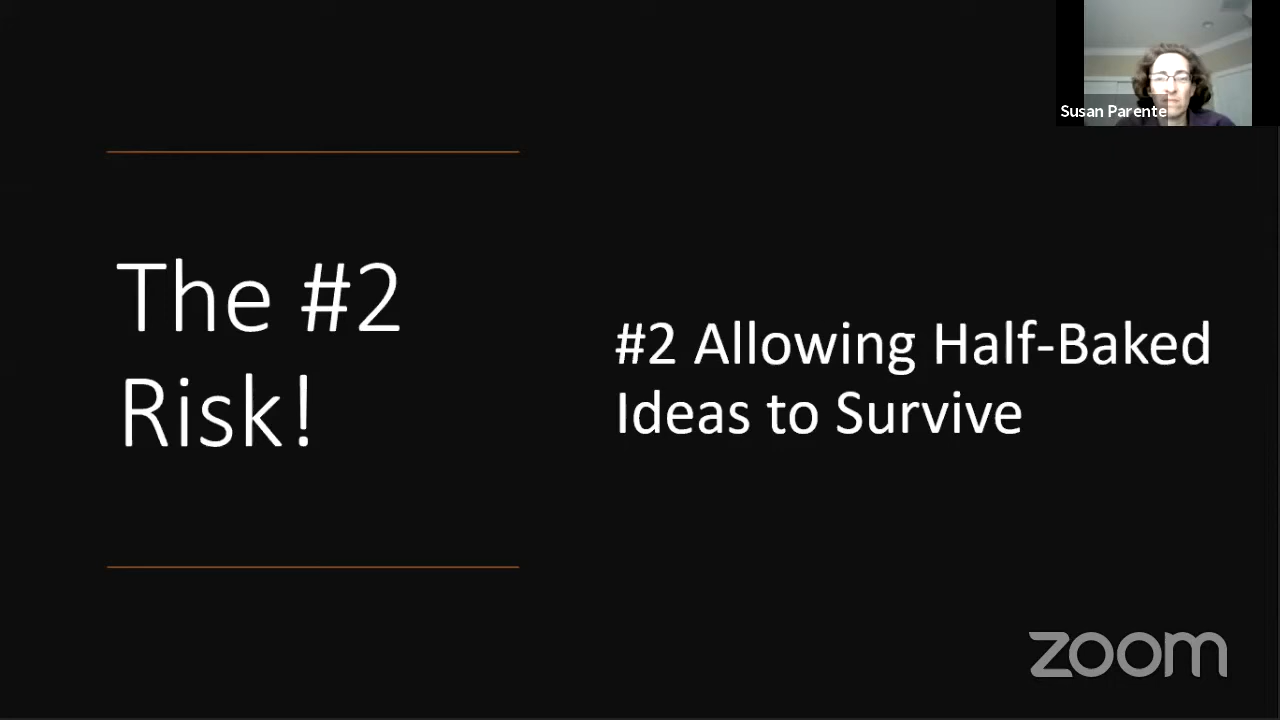 Susan Parente
The #2
Risk!
#2 Allowing Half-Baked
Ideas to Survive
zoom